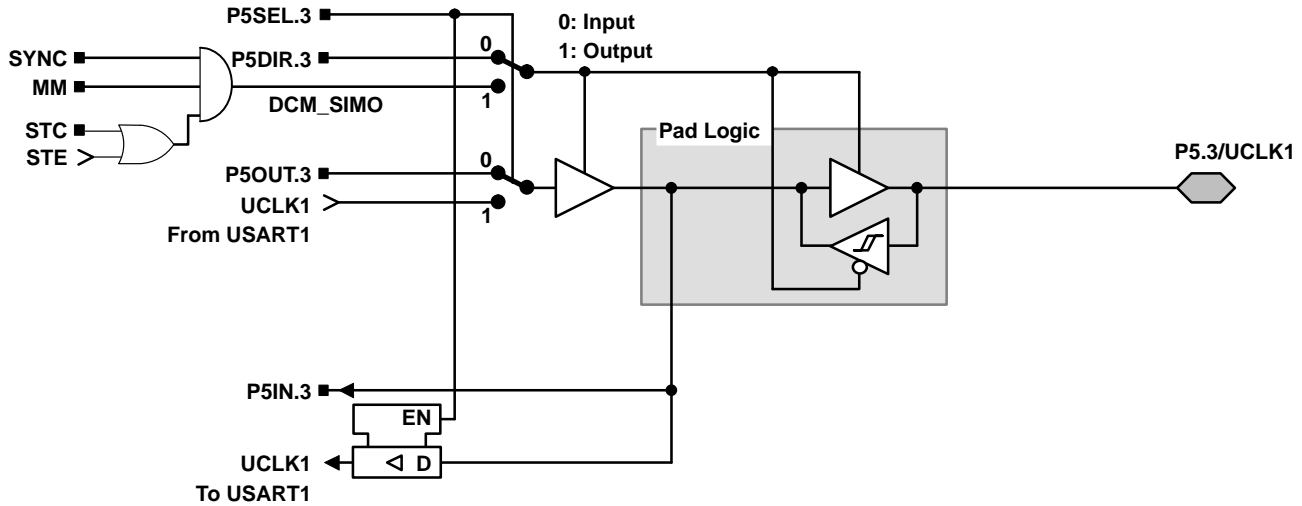 P5SEL.3
0: Input
1: Output
SYNC
P5DIR.3
0
MM
DCM_SIMO
1
STC
STE
Pad Logic
P5.3/UCLK1
P5OUT.3
0
UCLK1
1
From USART1
P5IN.3
EN
UCLK1
D
To USART1